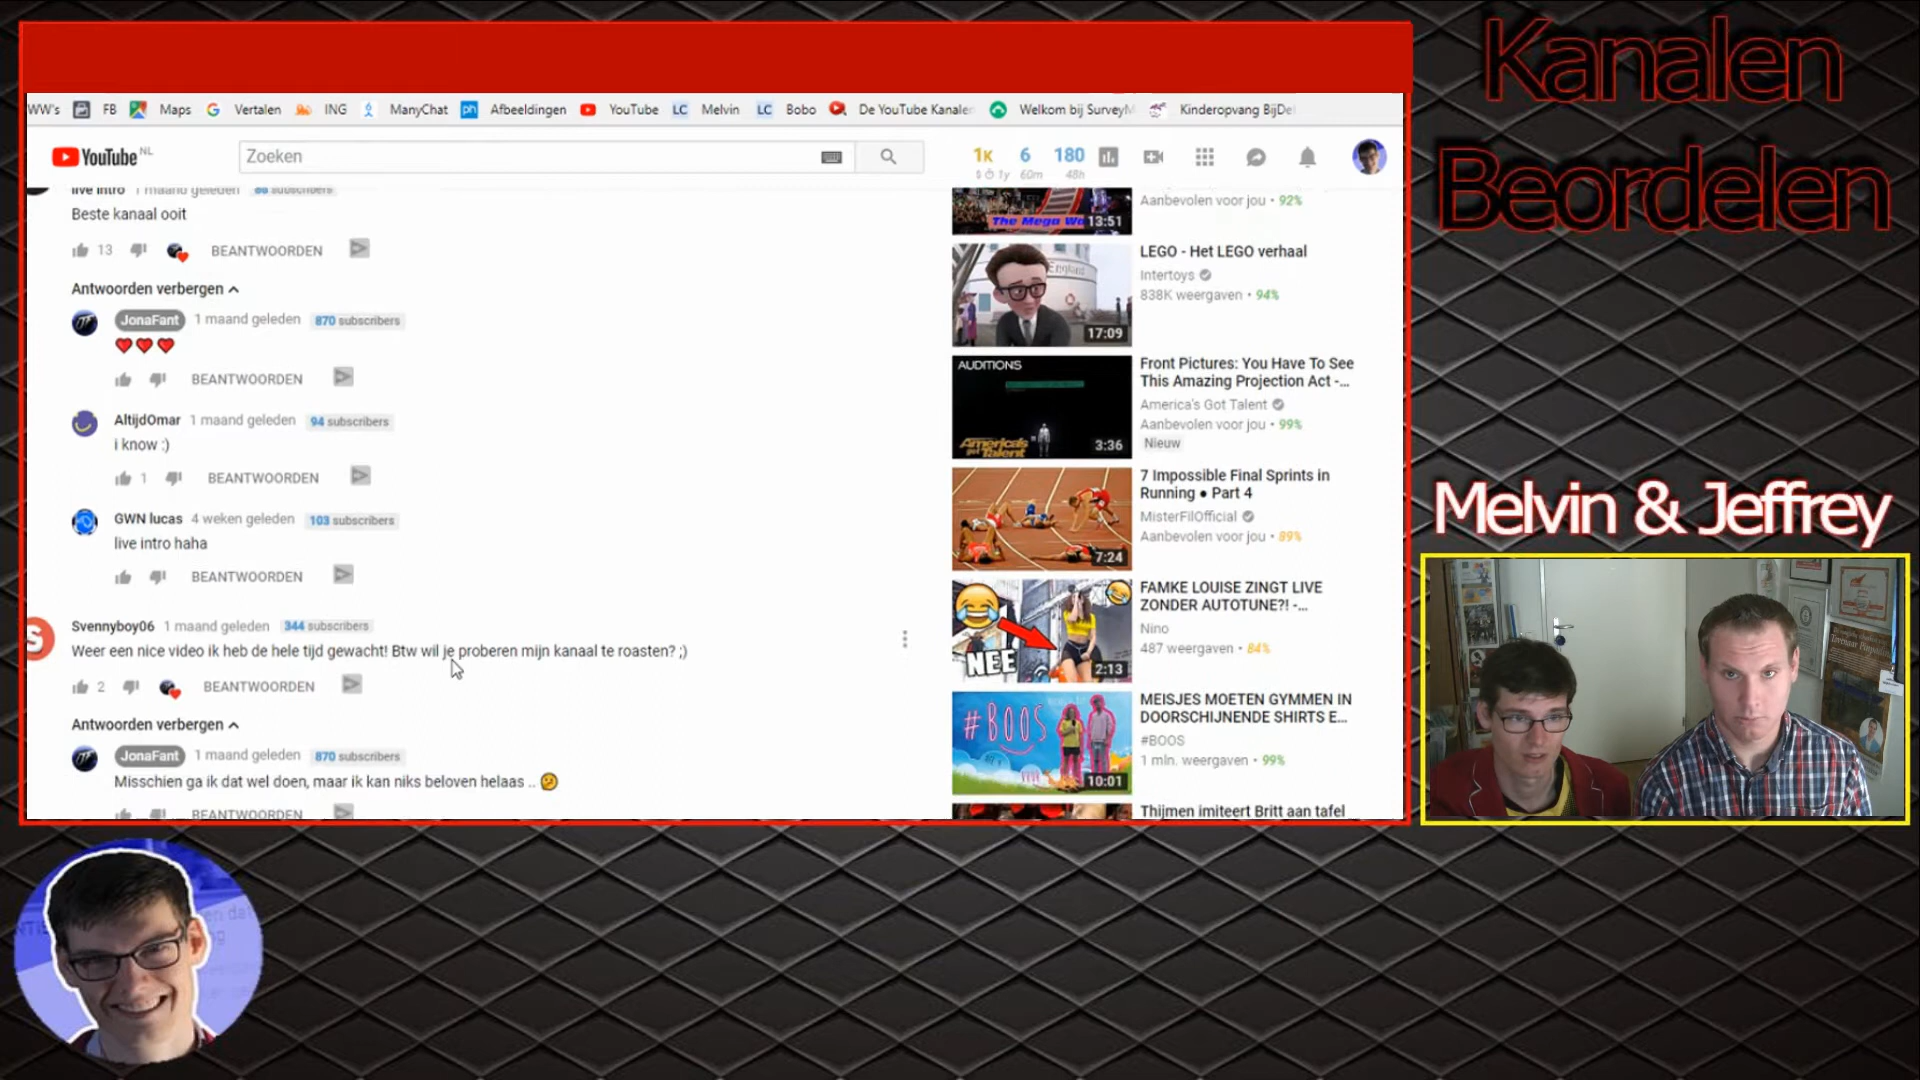 Kanalen
Beordelen
WW's FB Maps Vertalen ING ManyChat Afbeeldingen YouTube LC Melvin LC Bobo De YouTube Kanale Welkom bij SurveyM Kinderopvang BijDe
YouTube NL
Zoeken
1K 6 180
1y 60m 48h
live intro 1 maand geleden subscribers
Beste kanaal ooit
13 BEANTWOORDEN
Antwoorden verbergen
JonaFant 1 maand geleden 870 subscribers
BEANTWOORDEN
AltijdOmar 1 maand geleden 94 subscribers
i know :)
1 BEANTWOORDEN
GWN lucas 4 weken geleden 103 subscribers
live intro haha
BEANTWOORDEN
S
Svennyboy06 1 maand geleden 344 subscribers
Weer een nice video ik heb de hele tijd gewacht! Btw wil je proberen mijn kanaal te roasten? ;)
2 BEANTWOORDEN
Antwoorden verbergen
JonaFant 1 maand geleden 870 subscribers
Misschien ga ik dat wel doen, maar ik kan niks beloven helaas ..
BEANTWOORDEN
The Mega Wa
13:51
Aanbevolen voor jou • 92%
England
17:09
LEGO - Het LEGO verhaal
Intertoys
838K weergaven • 94%
AUDITIONS
America's
got Talent
3:36
Front Pictures: You Have To See
This Amazing Projection Act -...
America's Got Talent
Aanbevolen voor jou • 99%
Nieuw
7:24
7 Impossible Final Sprints in
Running ● Part 4
MisterFilOfficial
Aanbevolen voor jou • 89%
NEE
2:13
FAMKE LOUISE ZINGT LIVE
ZONDER AUTOTUNE?! -...
Nino
487 weergaven • 84%
#BOOS
10:01
MEISJES MOETEN GYMMEN IN
DOORSCHIJNENDE SHIRTS E...
#BOOS
1 mln. weergaven • 99%
Thijmen imiteert Britt aan tafel
Melvin & Jeffrey